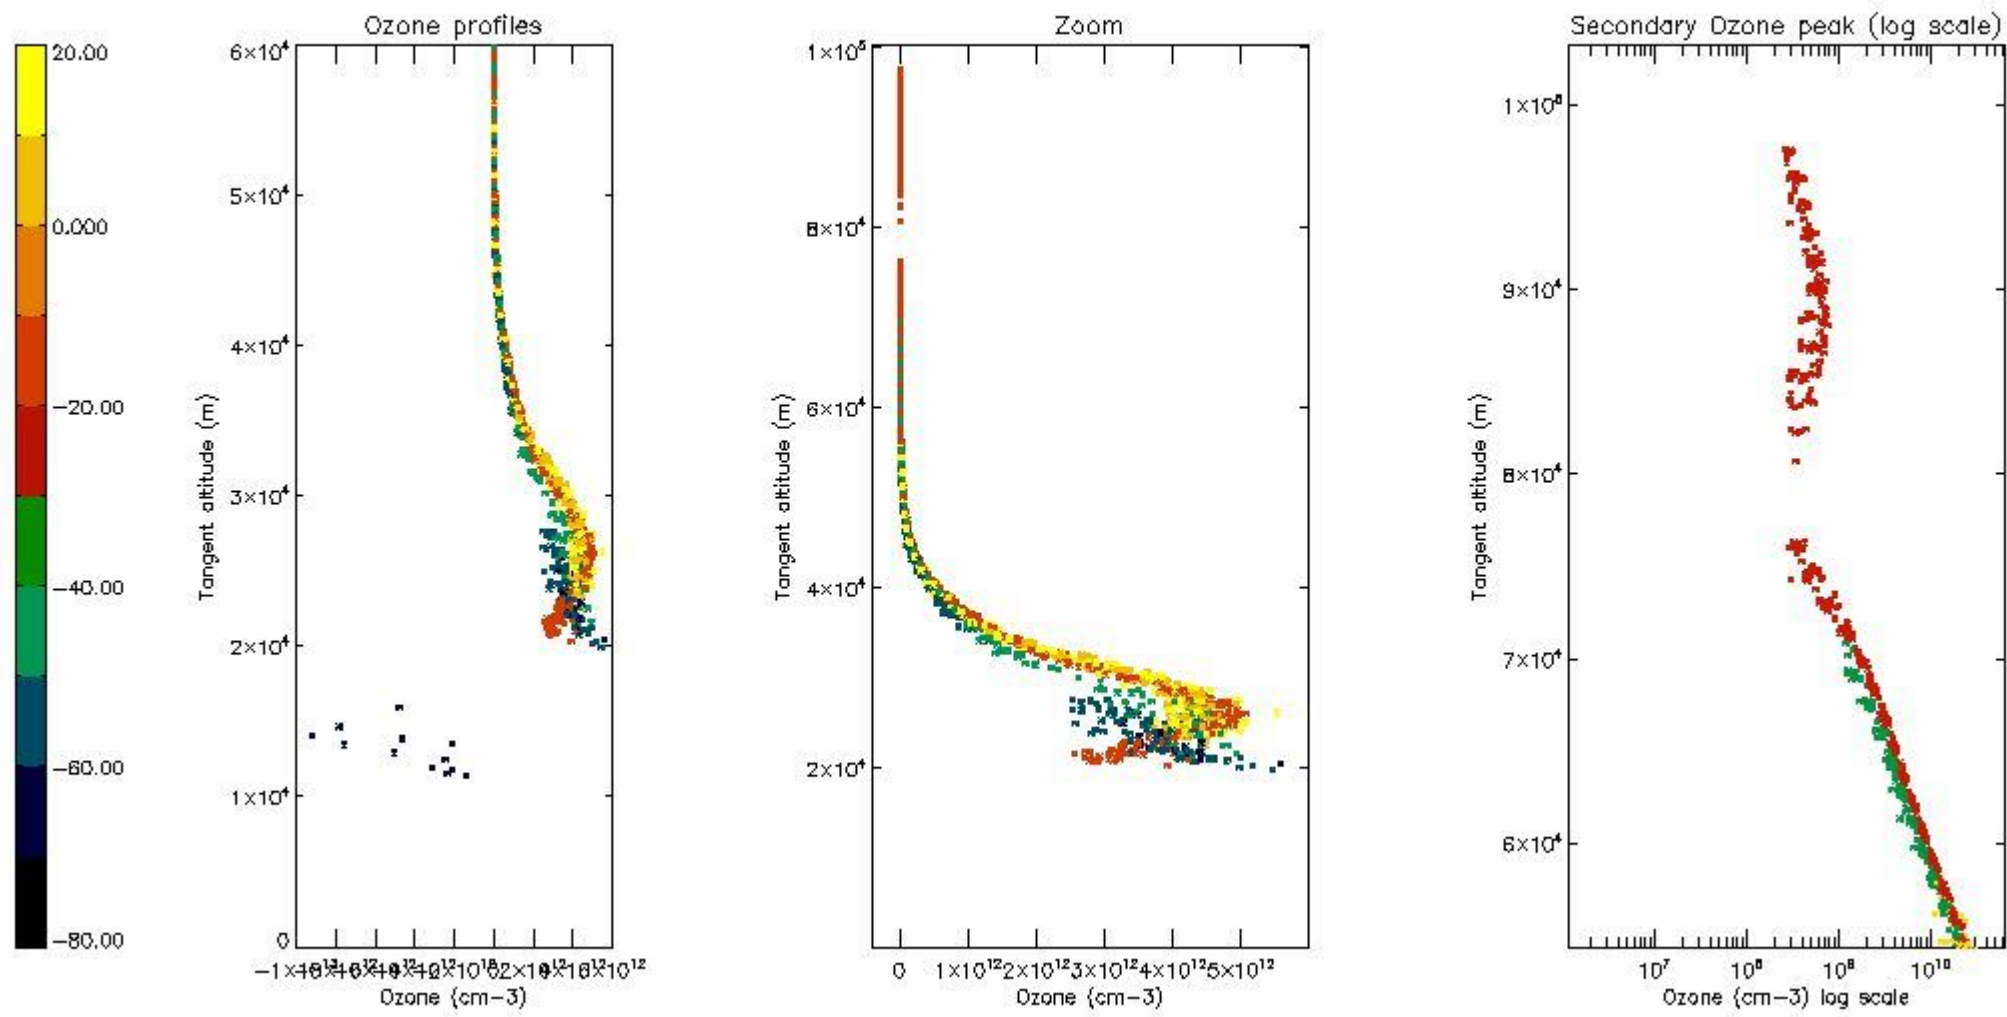 Ozone profiles
Zoom
Secondary Ozone peak (log scale)
20.00
0.000
−20.00
−40.00
−60.00
−80.00
6×10⁴
5×10⁴
4×10⁴
3×10⁴
2×10⁴
1×10⁴
0
Tangent altitude (m)
Ozone (cm−3)
1×10⁵
8×10⁴
6×10⁴
4×10⁴
2×10⁴
Tangent altitude (m)
0 1×10¹² 2×10¹² 3×10¹² 4×10¹² 5×10¹²
Ozone (cm−3)
9×10⁴
8×10⁴
7×10⁴
6×10⁴
Tangent altitude (m)
10⁷ 10⁸ 10⁹ 10¹⁰
Ozone (cm−3) log scale